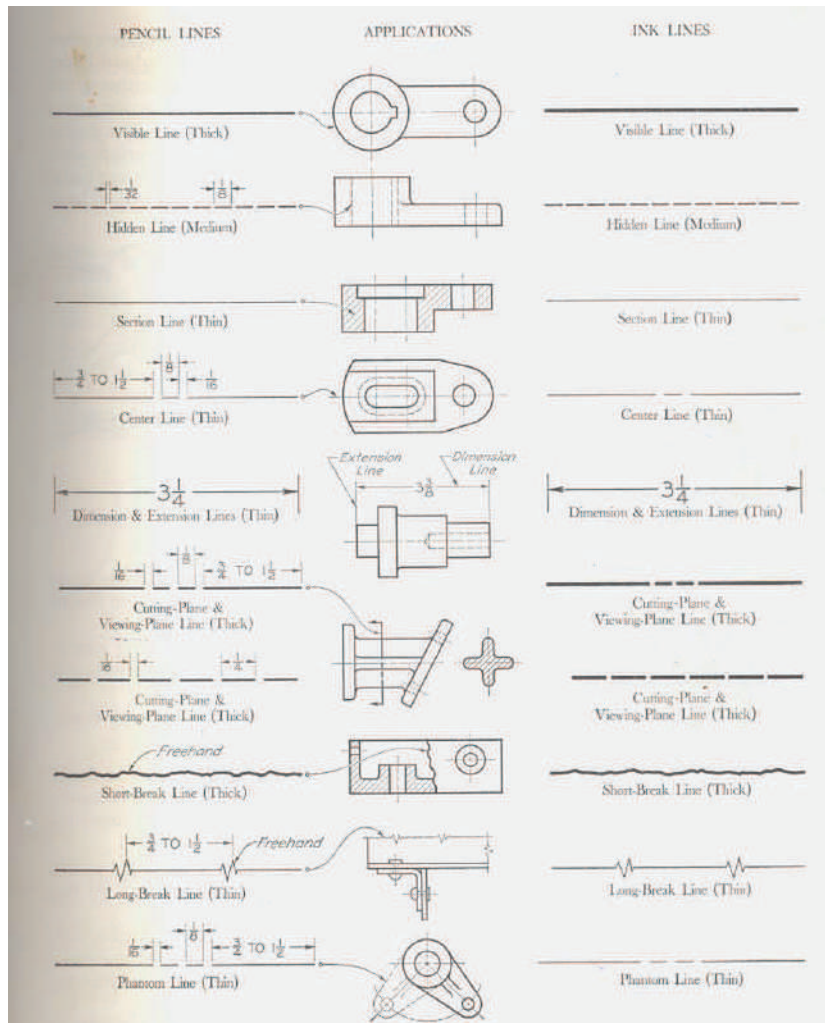 PENCIL LINES APPLICATIONS INK LINES
Visible Line (Thick) Visible Line (Thick)
1/32 1/8
Hidden Line (Medium) Hidden Line (Medium)
Section Line (Thin) Section Line (Thin)
3/4 TO 1 1/2 1/8 1/16
Center Line (Thin) Center Line (Thin)
Extension Line Dimension Line
3 1/4 3 3/8 3 1/4
Dimension & Extension Lines (Thin) Dimension & Extension Lines (Thin)
1/16 1/8 3/4 TO 1 1/2
Cutting-Plane & Cutting-Plane &
Viewing-Plane Line (Thick) Viewing-Plane Line (Thick)
1/16 1/4
Cutting-Plane & Cutting-Plane &
Viewing-Plane Line (Thick) Viewing-Plane Line (Thick)
Freehand
Short-Break Line (Thick) Short-Break Line (Thick)
3/4 TO 1 1/2 Freehand
Long-Break Line (Thin) Long-Break Line (Thin)
1/16 1/8 3/4 TO 1 1/2
Phantom Line (Thin) Phantom Line (Thin)